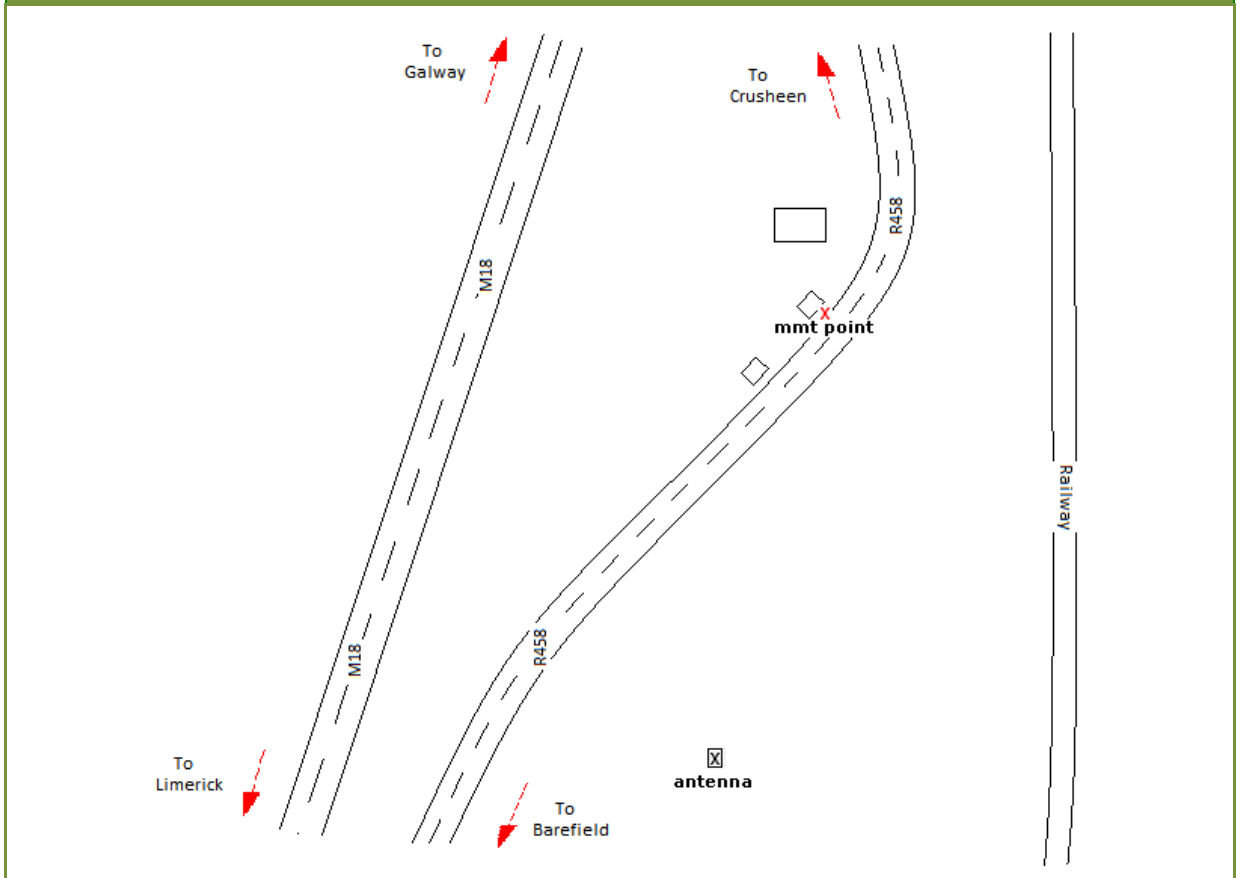 To
Galway
To
Crusheen
R458
M18
X
mmt point
Railway
R458
M18
X
antenna
To
Limerick
To
Barefield